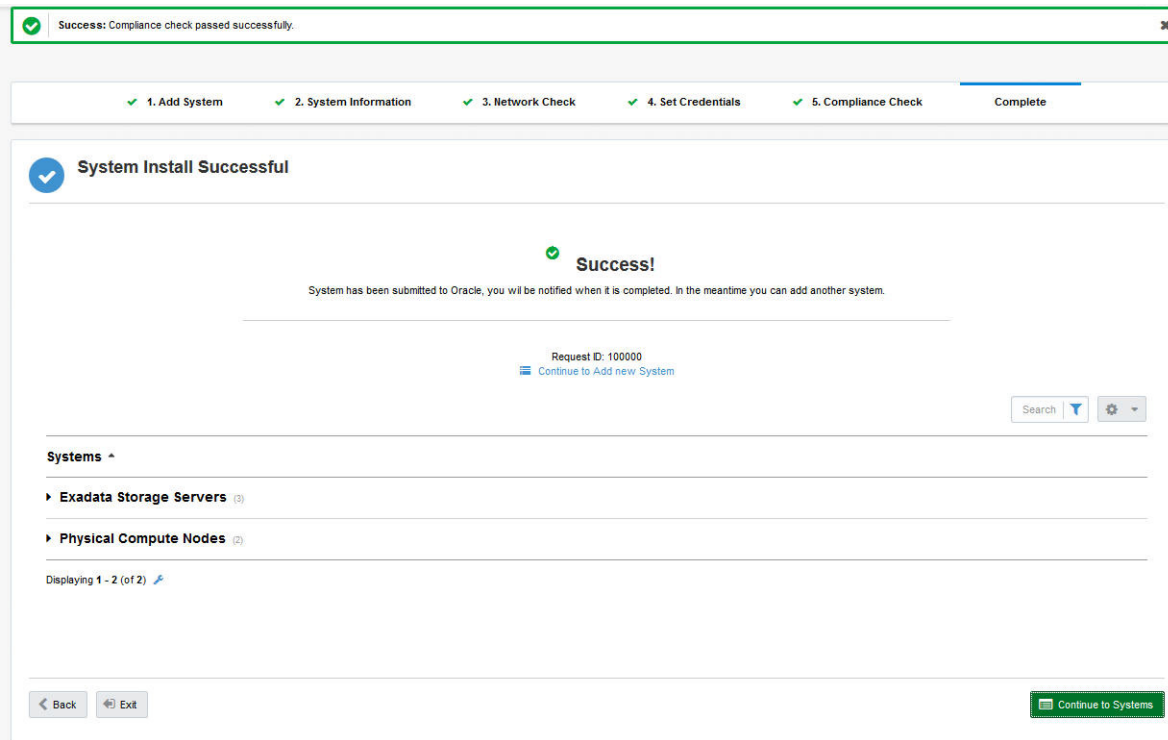 Success: Compliance check passed successfully.
1. Add System
2. System Information
3. Network Check
4. Set Credentials
5. Compliance Check
Complete
System Install Successful
Success!
System has been submitted to Oracle, you wil be notified when it is completed. In the meantime you can add another system.
Request ID: 100000
Continue to Add new System
Search
Systems
Exadata Storage Servers (3)
Physical Compute Nodes (2)
Displaying 1 - 2 (of 2)
Back
Exit
Continue to Systems